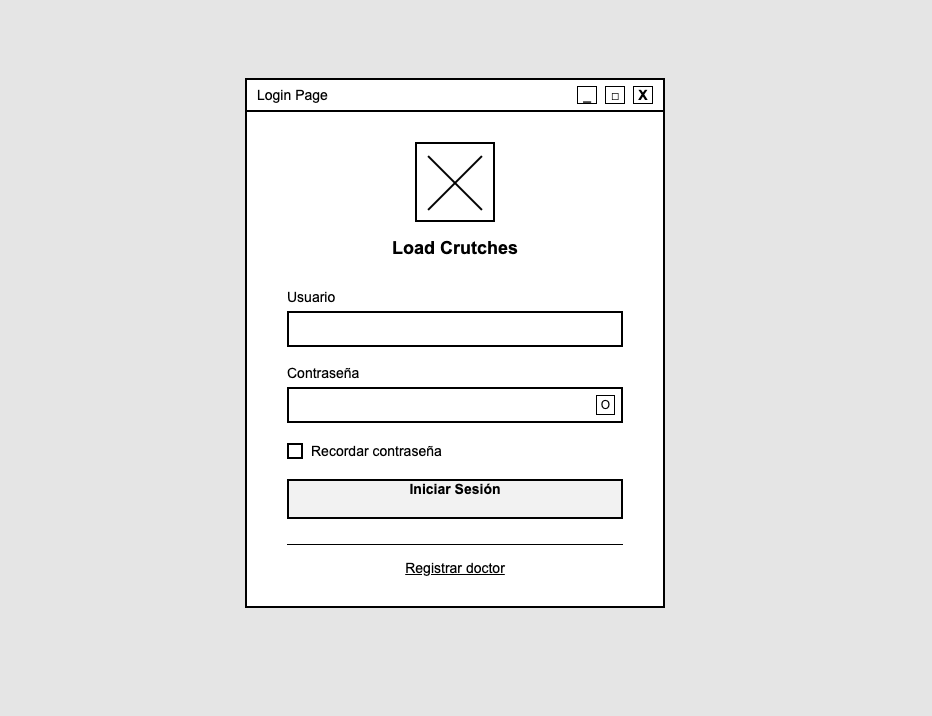 Login Page _ □ X
Load Crutches
Usuario
Contraseña
O
Recordar contraseña
Iniciar Sesión
Registrar doctor